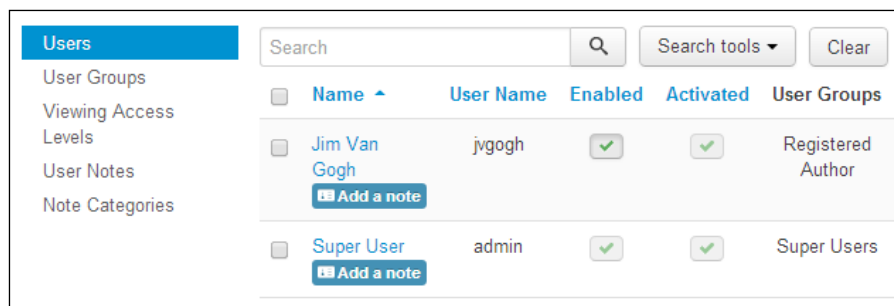 Users
User Groups
Viewing Access
Levels
User Notes
Note Categories
Search
Search tools
Clear
Name
User Name
Enabled
Activated
User Groups
Jim Van
Gogh
Add a note
jvgogh
Registered
Author
Super User
Add a note
admin
Super Users